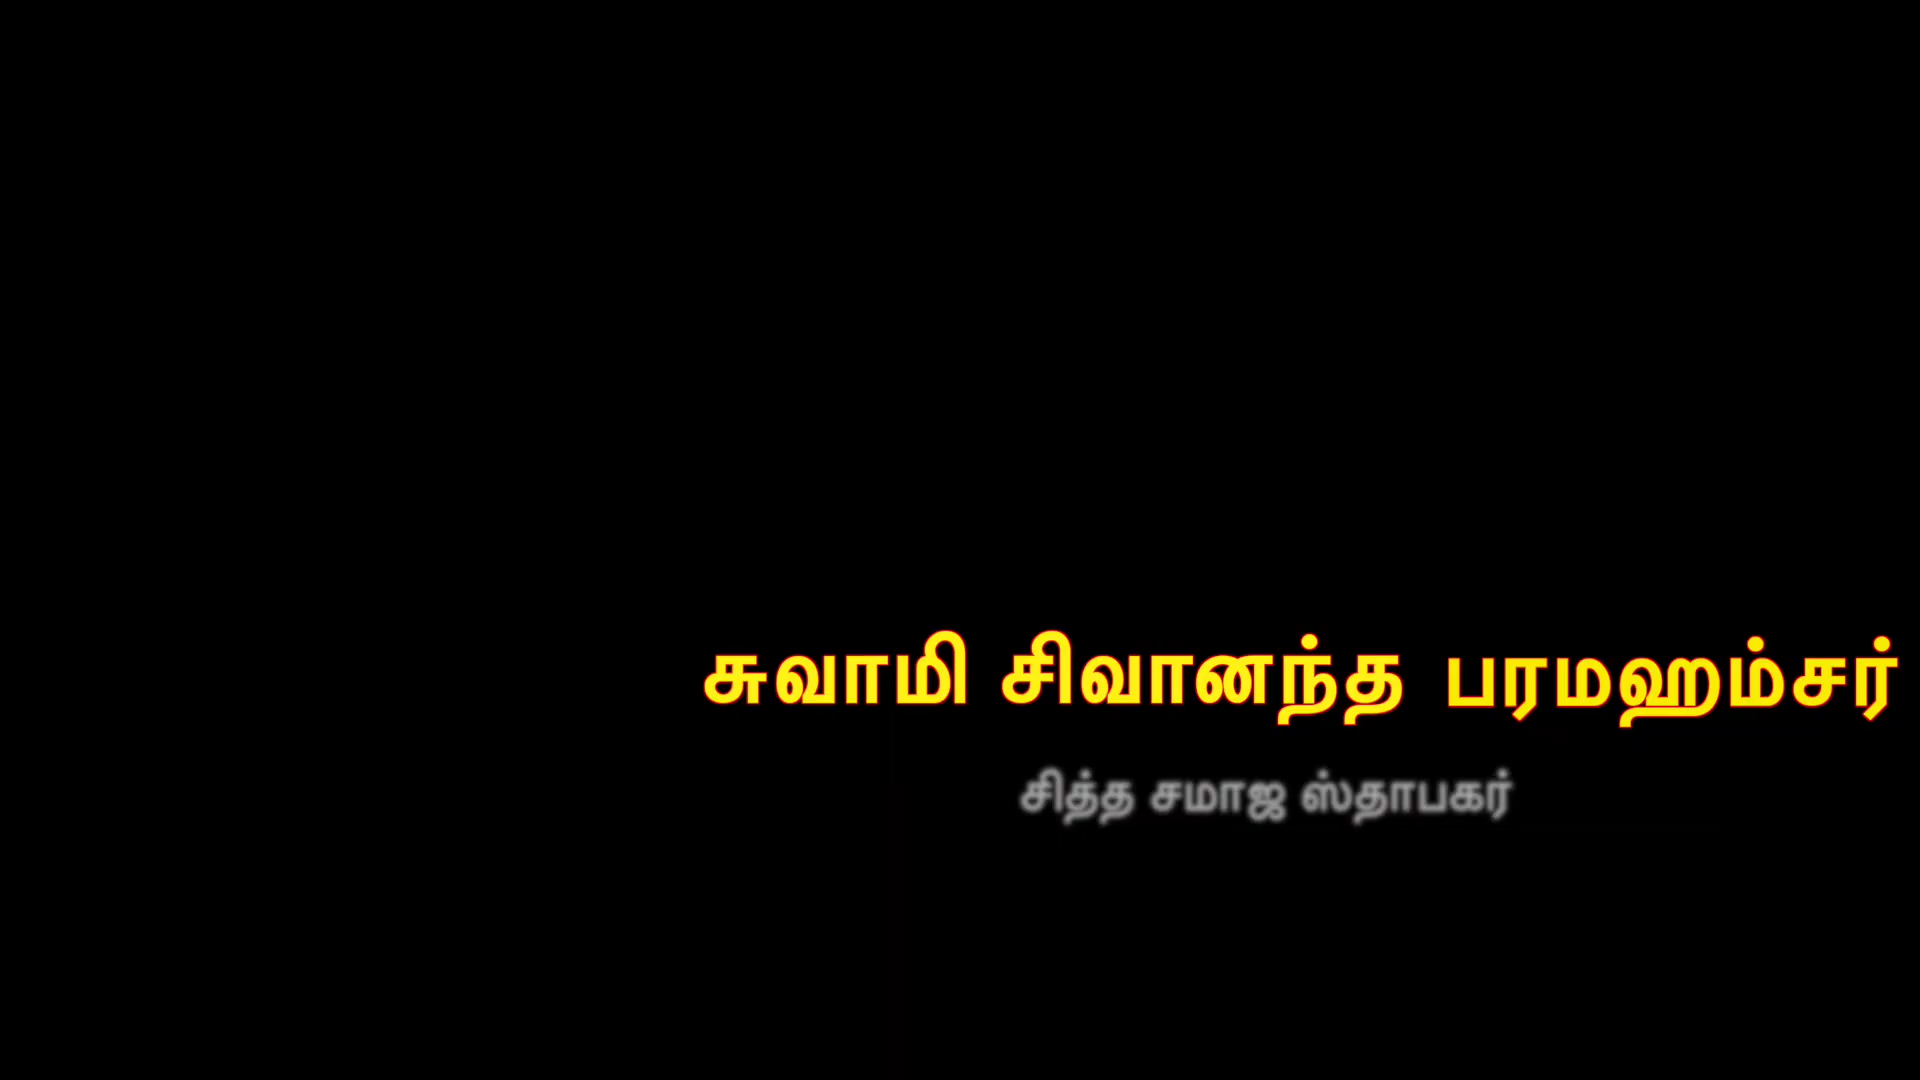 சுவாமி சிவானந்த பரமஹம்சர்
சித்த சமாஜ ஸ்தாபகர்